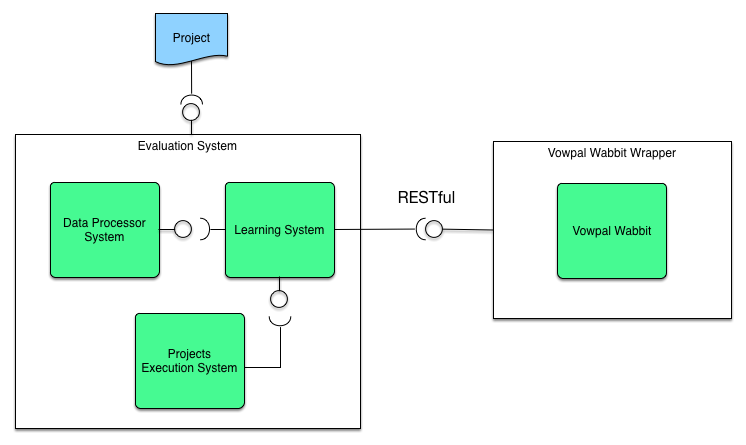 Project
Evaluation System
Vowpal Wabbit Wrapper
Data Processor
System
Learning System
RESTful
Vowpal Wabbit
Projects
Execution System